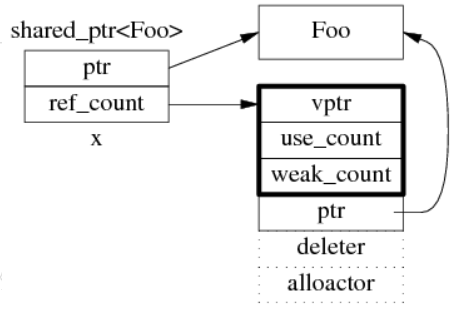 shared_ptr<Foo>
ptr
ref_count
x
Foo
vptr
use_count
weak_count
ptr
deleter
alloactor